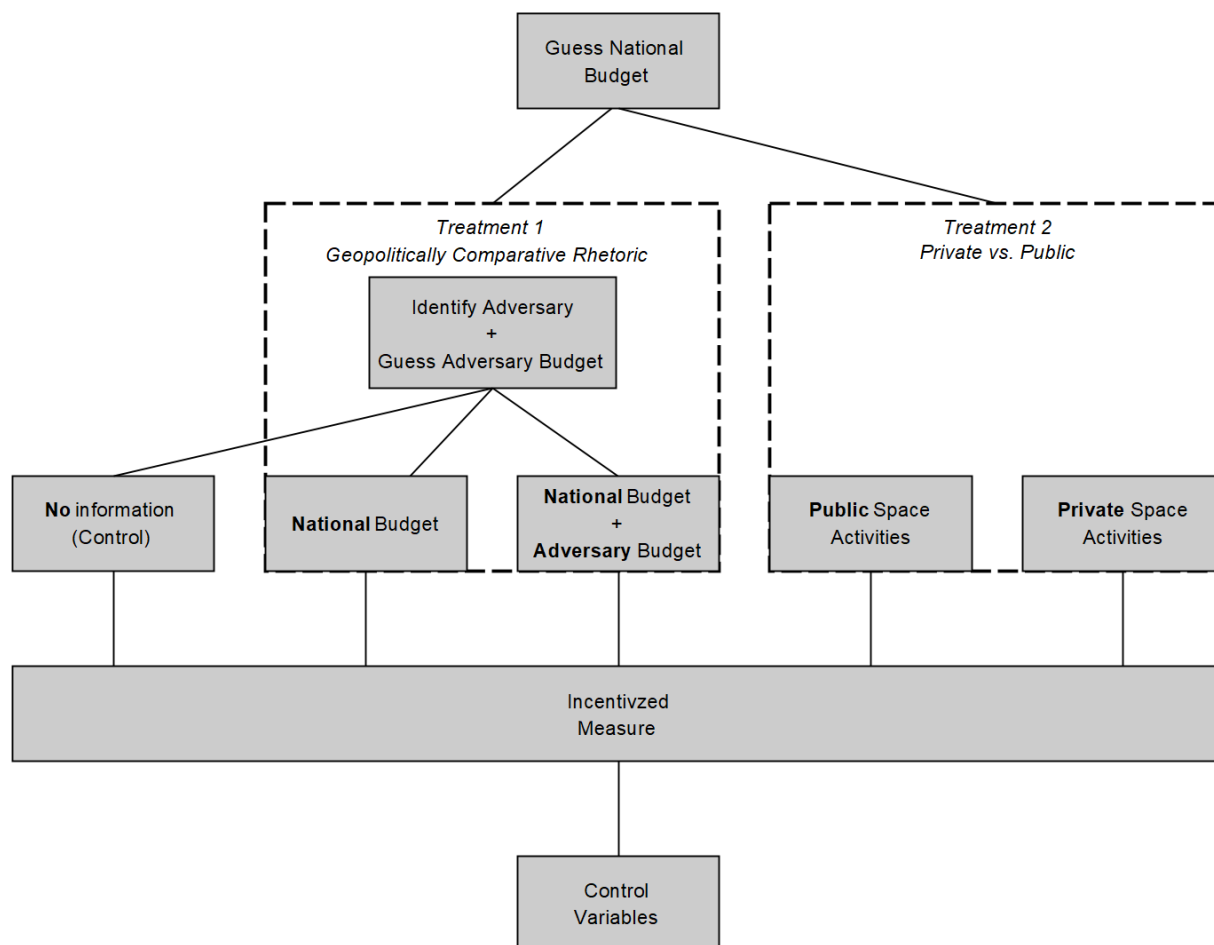 Guess National
Budget
Treatment 1
Geopolitically Comparative Rhetoric
Identify Adversary
+
Guess Adversary Budget
Treatment 2
Private vs. Public
No information
(Control)
National Budget
National Budget
+
Adversary Budget
Public Space
Activities
Private Space
Activities
Incentivzed
Measure
Control
Variables